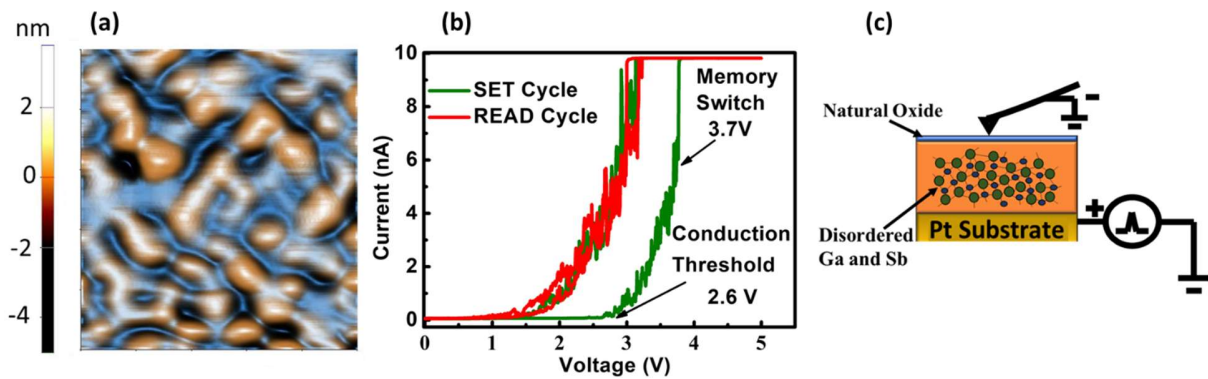 (a)
nm
2
0
-2
-4
(b)
10
8
6
4
2
0
Current (nA)
SET Cycle
READ Cycle
Memory
Switch
3.7V
Conduction
Threshold
2.6 V
0 1 2 3 4 5
Voltage (V)
(c)
Natural Oxide
-
Disordered
Ga and Sb
Pt Substrate
+